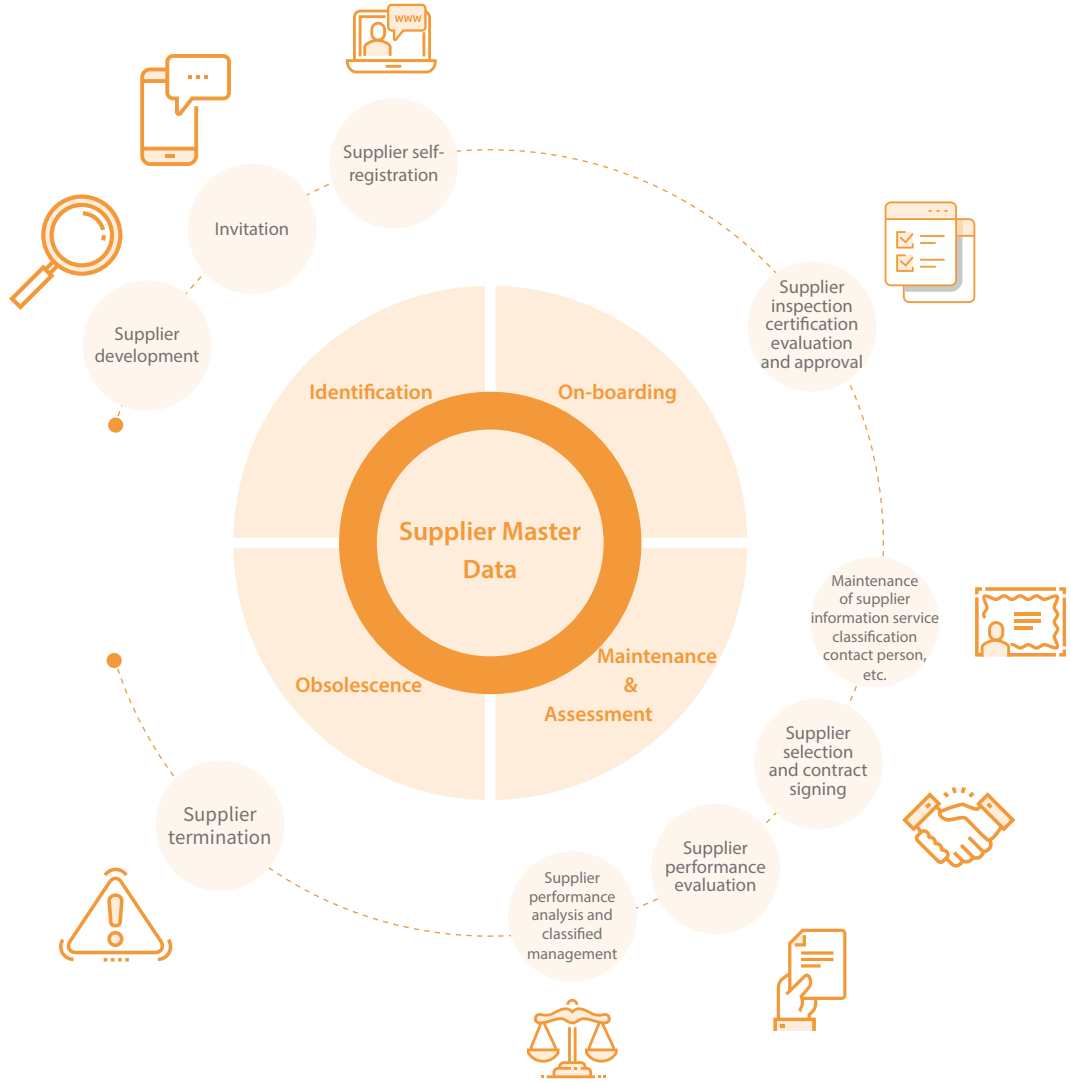 www
Supplier self-
registration
Invitation
Supplier
development
Supplier
inspection
certification
evaluation
and approval
Identification
On-boarding
Supplier Master
Data
Maintenance
of supplier
information service
classification
contact person,
etc.
Obsolescence
Maintenance
&
Assessment
Supplier
selection
and contract
signing
Supplier
termination
Supplier
performance
evaluation
Supplier
performance
analysis and
classified
management